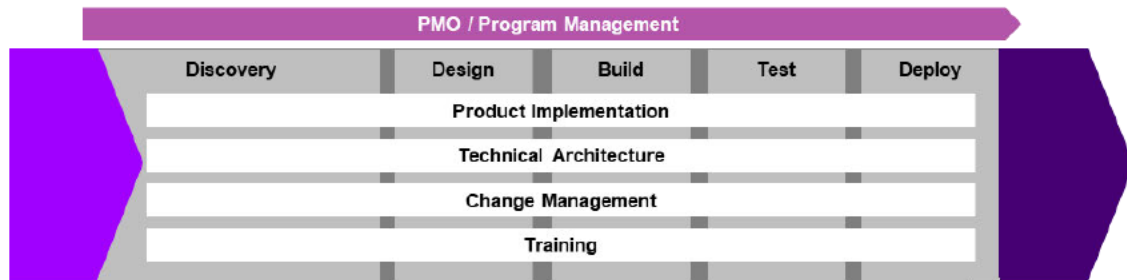 PMO / Program Management
Discovery Design Build Test Deploy
Product Implementation
Technical Architecture
Change Management
Training